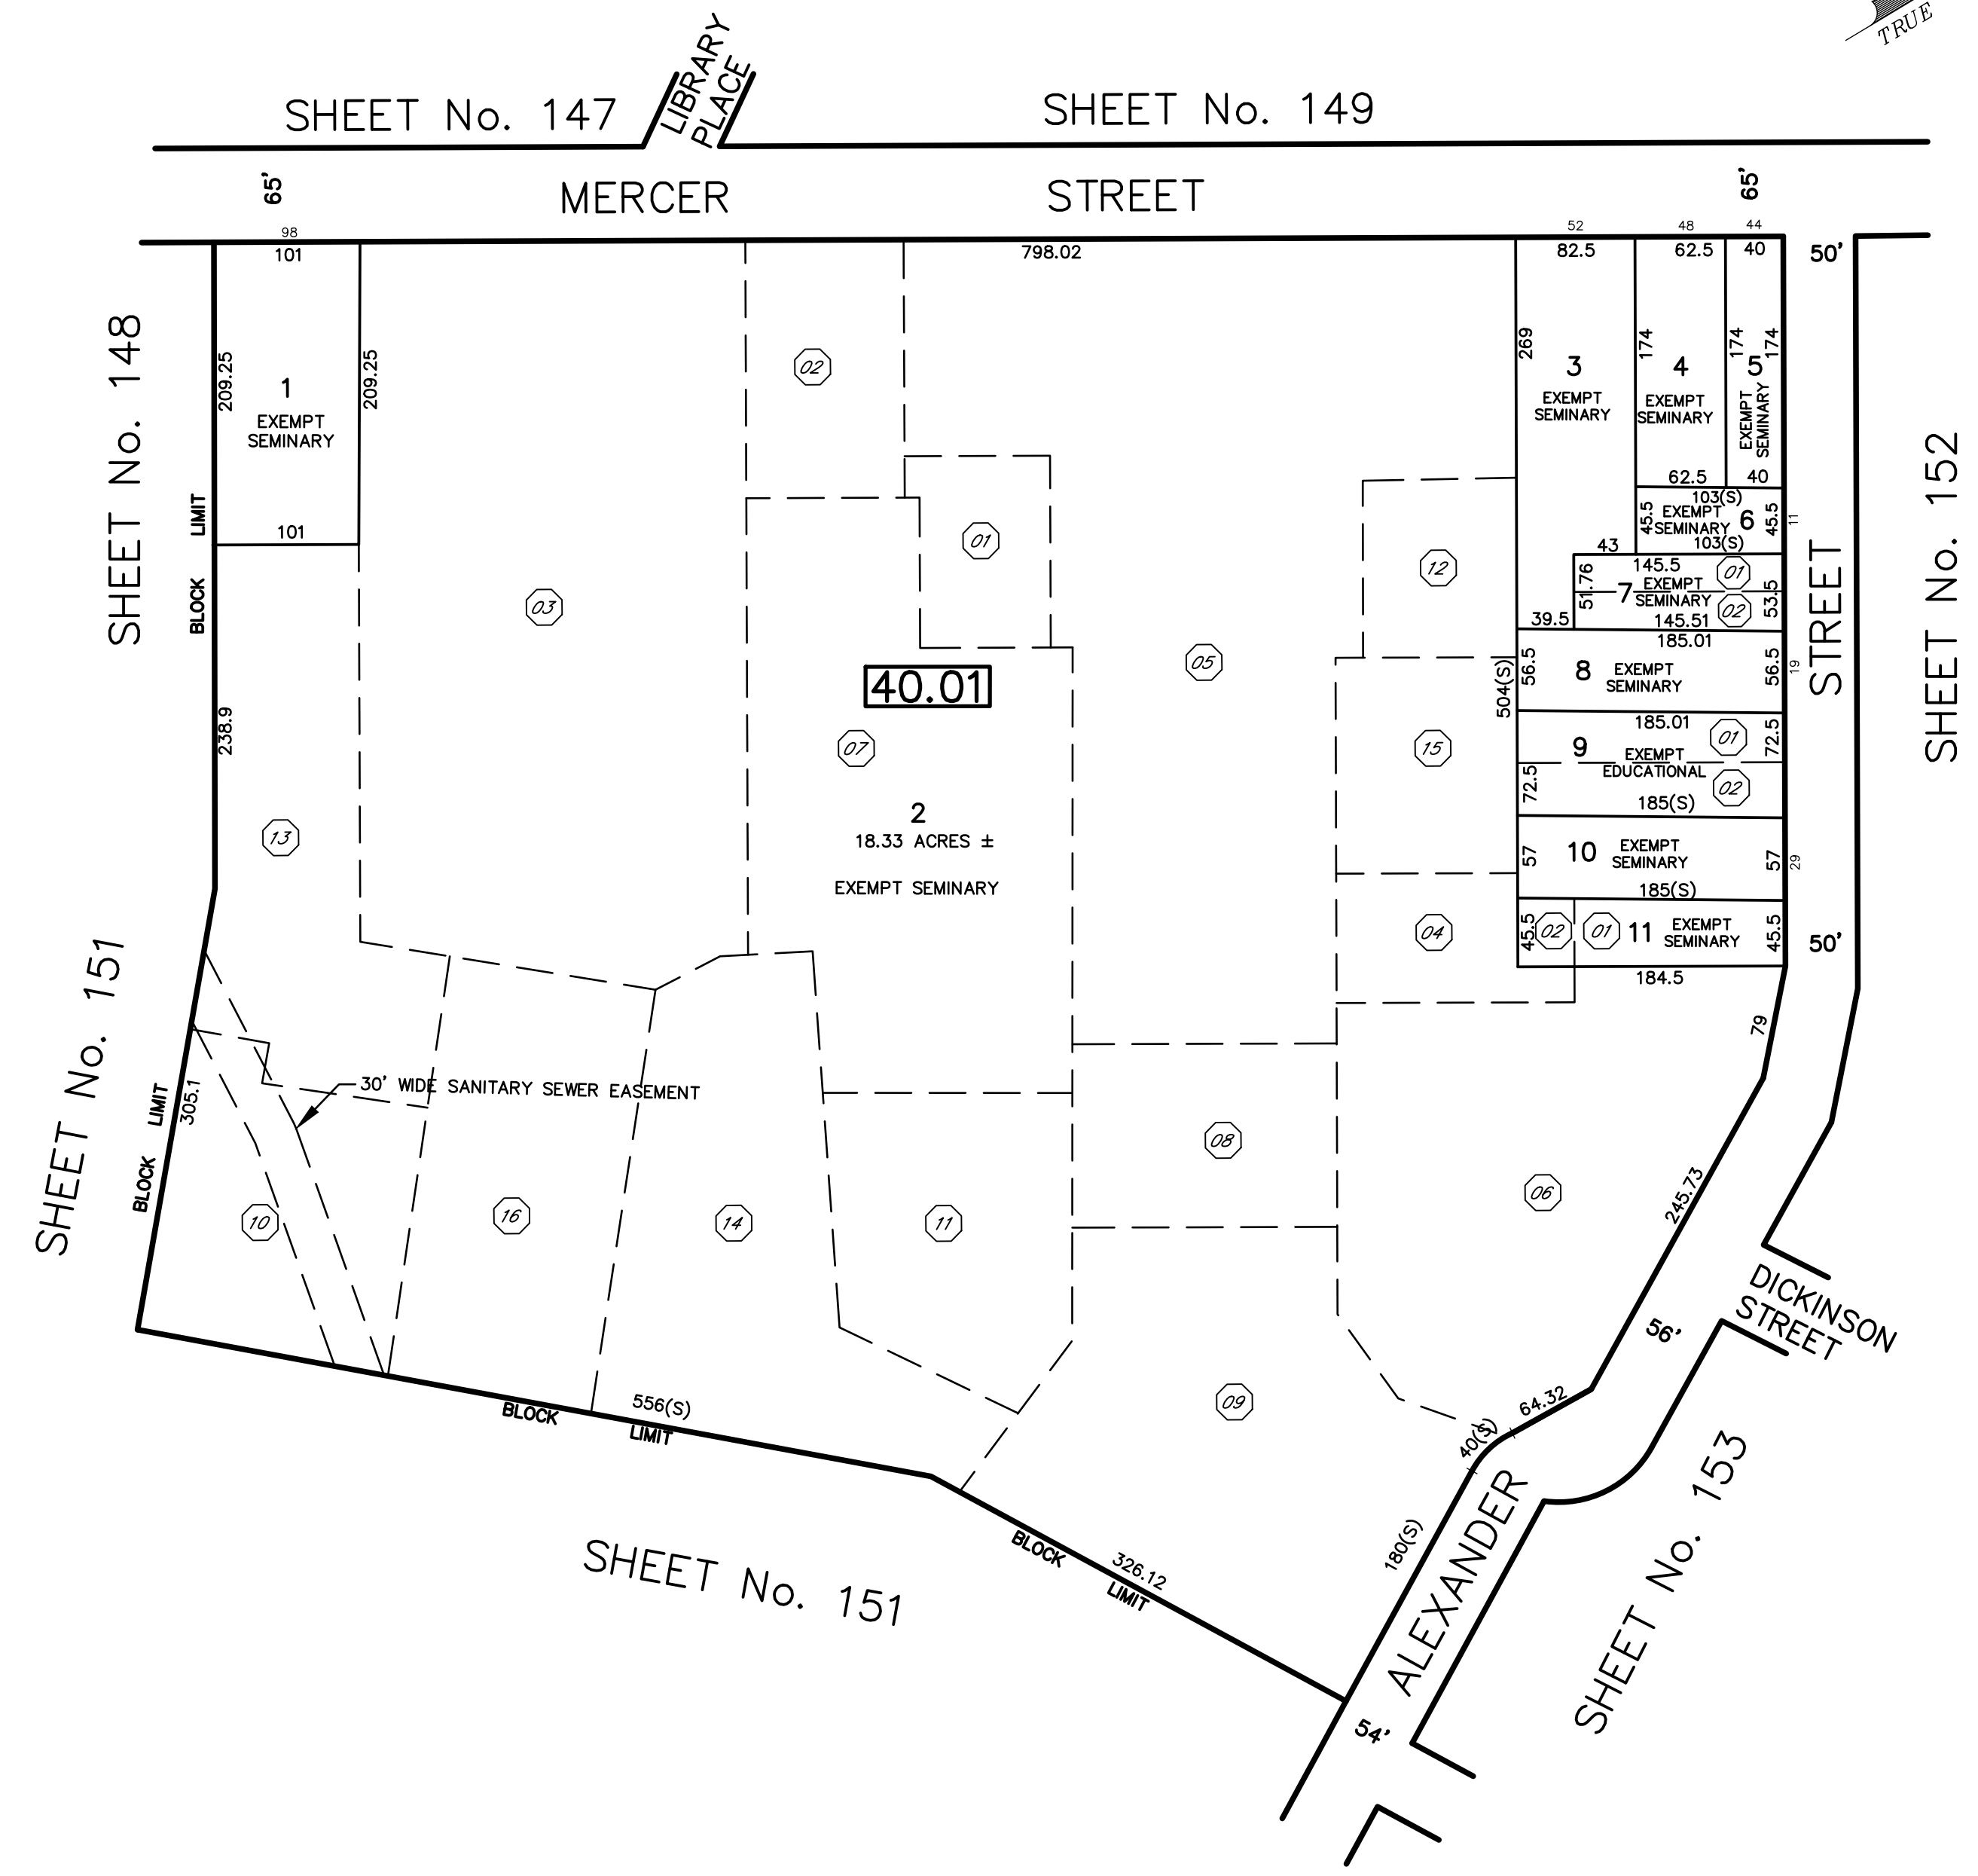 TRUE
LIBRARY
PLACE
SHEET No. 147
SHEET No. 149
65'
MERCER STREET
65'
98
101
798.02
52
82.5
48
62.5
44
40
50'
SHEET No. 148
209.25
1
EXEMPT
SEMINARY
209.25
101
BLOCK LIMIT
238.9
02
269
3
EXEMPT
SEMINARY
174
4
EXEMPT
SEMINARY
62.5
174
174
5
EXEMPT
SEMINARY
40
SHEET No. 152
103(S)
45.5
EXEMPT
SEMINARY
6
45.5
11
103(S)
43
145.5
51.76
7
EXEMPT
SEMINARY
01
02
53.5
39.5
145.51
185.01
STREET
01
03
12
05
40.01
504(S)
56.5
8
EXEMPT
SEMINARY
56.5
19
185.01
9
EXEMPT
EDUCATIONAL
01
02
72.5
72.5
185(S)
07
15
2
18.33 ACRES ±
EXEMPT SEMINARY
13
57
10
EXEMPT
SEMINARY
57
29
185(S)
04
45.5
02
01
11
EXEMPT
SEMINARY
45.5
50'
184.5
79
SHEET No. 151
BLOCK LIMIT
305.1
30' WIDE SANITARY SEWER EASEMENT
08
06
10
16
14
11
245.73
DICKINSON
STREET
56'
09
64.32
40(S)
556(S)
BLOCK LIMIT
SHEET No. 151
BLOCK LIMIT
326.12
180(S)
ALEXANDER
SHEET No. 153
54'